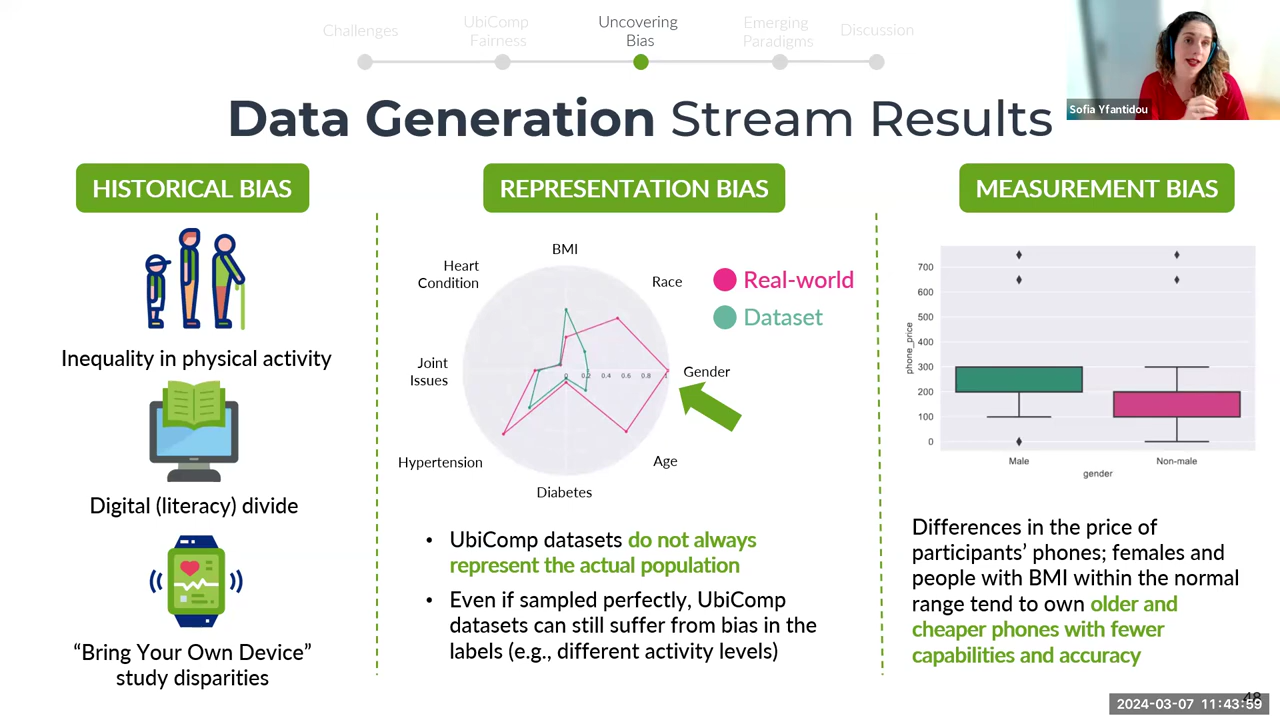 Challenges
UbiComp
Fairness
Uncovering
Bias
Emerging
Paradigms
Discussion
Sofia Yfantidou
Data Generation Stream Results
HISTORICAL BIAS
Inequality in physical activity
Digital (literacy) divide
“Bring Your Own Device”
study disparities
REPRESENTATION BIAS
BMI
Heart
Condition
Race
Real-world
Dataset
Joint
Issues
0 0.2 0.4 0.6 0.8 1
Gender
Hypertension
Age
Diabetes
• UbiComp datasets do not always
represent the actual population
• Even if sampled perfectly, UbiComp
datasets can still suffer from bias in the
labels (e.g., different activity levels)
MEASUREMENT BIAS
700
600
500
400
300
200
100
0
phone_price
Male
Non-male
gender
Differences in the price of
participants’ phones; females and
people with BMI within the normal
range tend to own older and
cheaper phones with fewer
capabilities and accuracy
48
2024-03-07 11:43:59